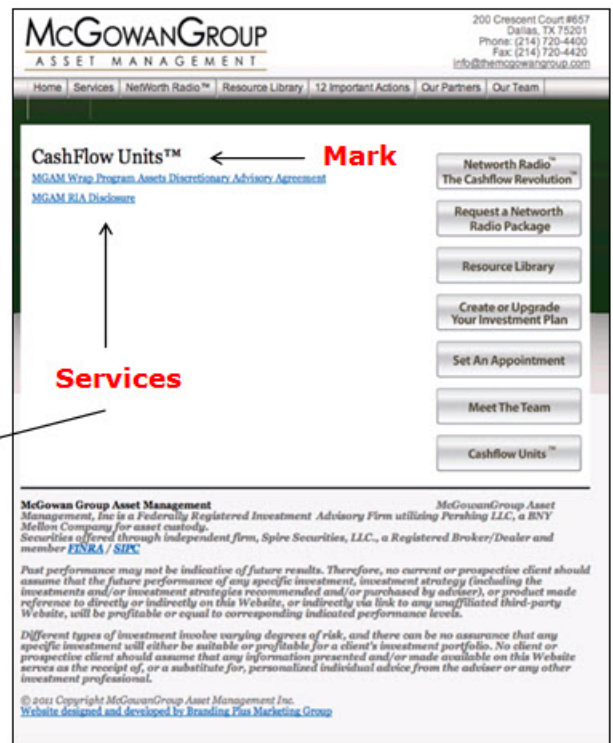 McGowanGroup
ASSET MANAGEMENT
200 Crescent Court #657
Dallas, TX 75201
Phone: (214) 720-4400
Fax: (214) 720-4420
info@themcgowangroup.com
Home Services NetWorth Radio™ Resource Library 12 Important Actions Our Partners Our Team
CashFlow Units™
Mark
MGAM Wrap Program Assets Discretionary Advisory Agreement
MGAM RIA Disclosure
Services
Networth Radio™
The Cashflow Revolution™
Request a Networth
Radio Package
Resource Library
Create or Upgrade
Your Investment Plan
Set An Appointment
Meet The Team
Cashflow Units™
McGowan Group Asset Management McGowanGroup Asset
Management, Inc is a Federally Registered Investment Advisory Firm utilizing Pershing LLC, a BNY
Mellon Company for asset custody.
Securities offered through independent firm, Spire Securities, LLC., a Registered Broker/Dealer and
member FINRA / SIPC
Past performance may not be indicative of future results. Therefore, no current or prospective client should
assume that the future performance of any specific investment, investment strategy (including the
investments and/or investment strategies recommended and/or purchased by adviser), or product made
reference to directly or indirectly on this Website, or indirectly via link to any unaffiliated third-party
Website, will be profitable or equal to corresponding indicated performance levels.
Different types of investment involve varying degrees of risk, and there can be no assurance that any
specific investment will either be suitable or profitable for a client's investment portfolio. No client or
prospective client should assume that any information presented and/or made available on this Website
serves as the receipt of, or a substitute for, personalized individual advice from the adviser or any other
investment professional.
© 2011 Copyright McGowanGroup Asset Management Inc.
Website designed and developed by Branding Plus Marketing Group